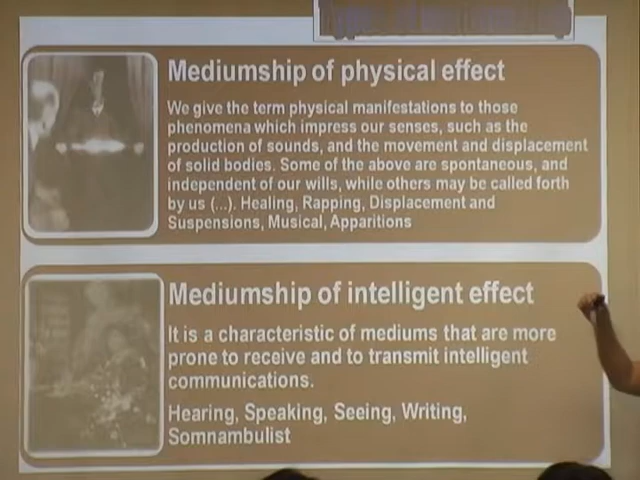 Mediumship of physical effect
We give the term physical manifestations to those
phenomena which impress our senses, such as the
production of sounds, and the movement and displacement
of solid bodies. Some of the above are spontaneous, and
independent of our wills, while others may be called forth
by us (...). Healing, Rapping, Displacement and
Suspensions, Musical, Apparitions
Mediumship of intelligent effect
It is a characteristic of mediums that are more
prone to receive and to transmit intelligent
communications.
Hearing, Speaking, Seeing, Writing,
Somnambulist